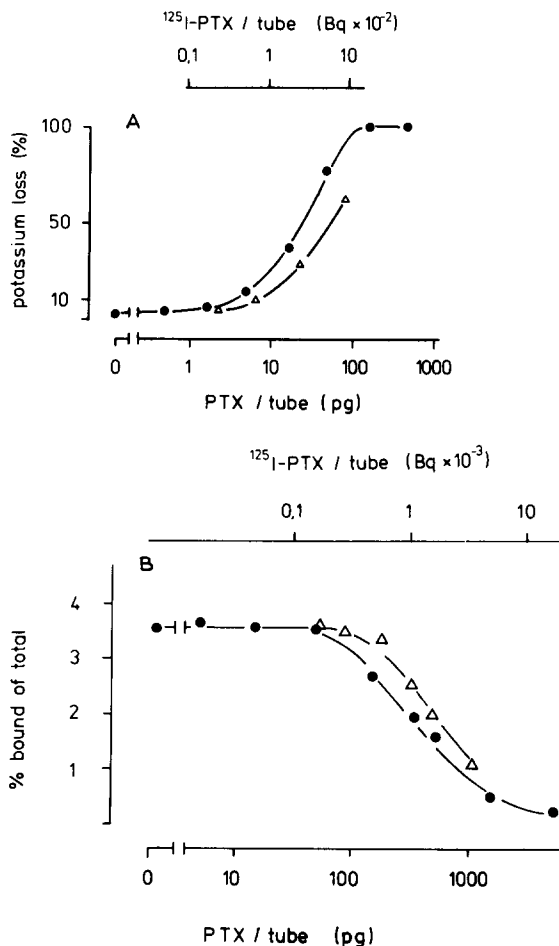 ¹²⁵I-PTX / tube (Bq × 10⁻²)
0,1 1 10
A
potassium loss (%)
100
50
10
0 1 10 100 1000
PTX / tube (pg)
¹²⁵I-PTX / tube (Bq × 10⁻³)
0,1 1 10
B
% bound of total
4
3
2
1
0 10 100 1000
PTX / tube (pg)